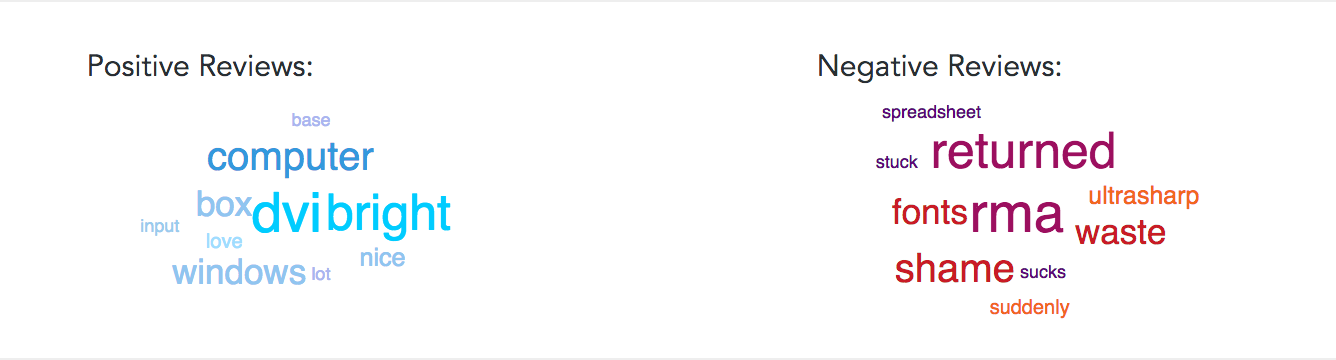 Positive Reviews:
base
computer
box dvi bright
input
love
nice
windows lot
Negative Reviews:
spreadsheet
returned
stuck
ultrasharp
fonts rma
waste
shame sucks
suddenly